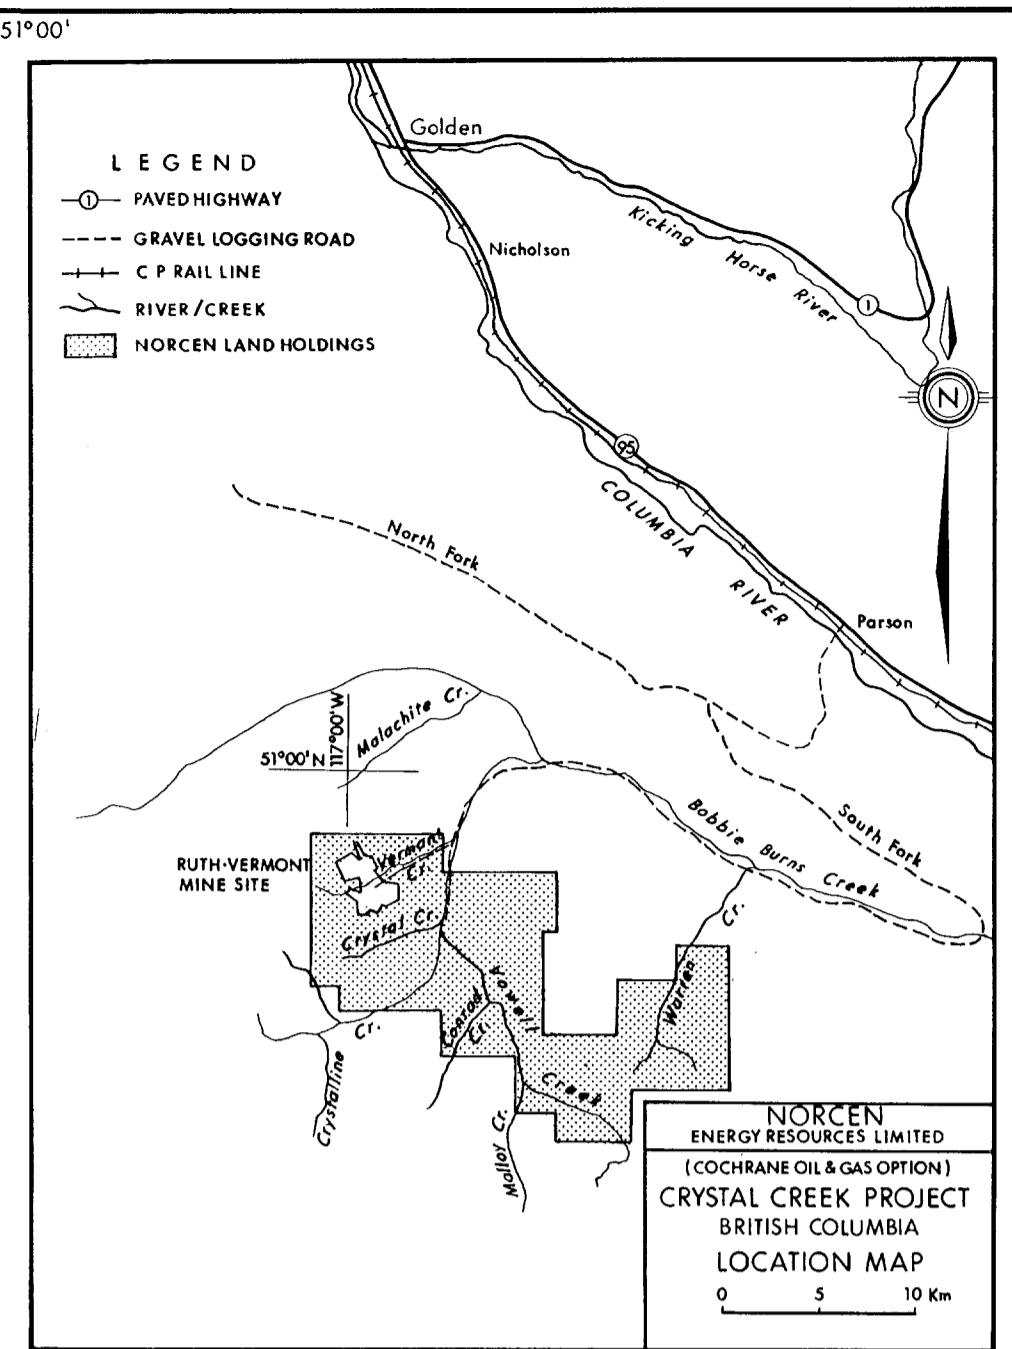 51°00'
Golden
LEGEND
1 PAVED HIGHWAY
GRAVEL LOGGING ROAD
C P RAIL LINE
RIVER/CREEK
NORCEN LAND HOLDINGS
Kicking Horse River
Nicholson
1
N
95
COLUMBIA RIVER
North Fork
Parson
Malachite Cr.
117°00'W
51°00'N
Bobbie Burns Creek
South Fork
RUTH-VERMONT
MINE SITE
Vermont
Cr.
Crystal Cr.
Warren Cr.
Vowell Creek
Conrad
Cr.
Crystalline Cr.
Malloy Cr.
NORCEN
ENERGY RESOURCES LIMITED
(COCHRANE OIL & GAS OPTION)
CRYSTAL CREEK PROJECT
BRITISH COLUMBIA
LOCATION MAP
0 5 10 Km